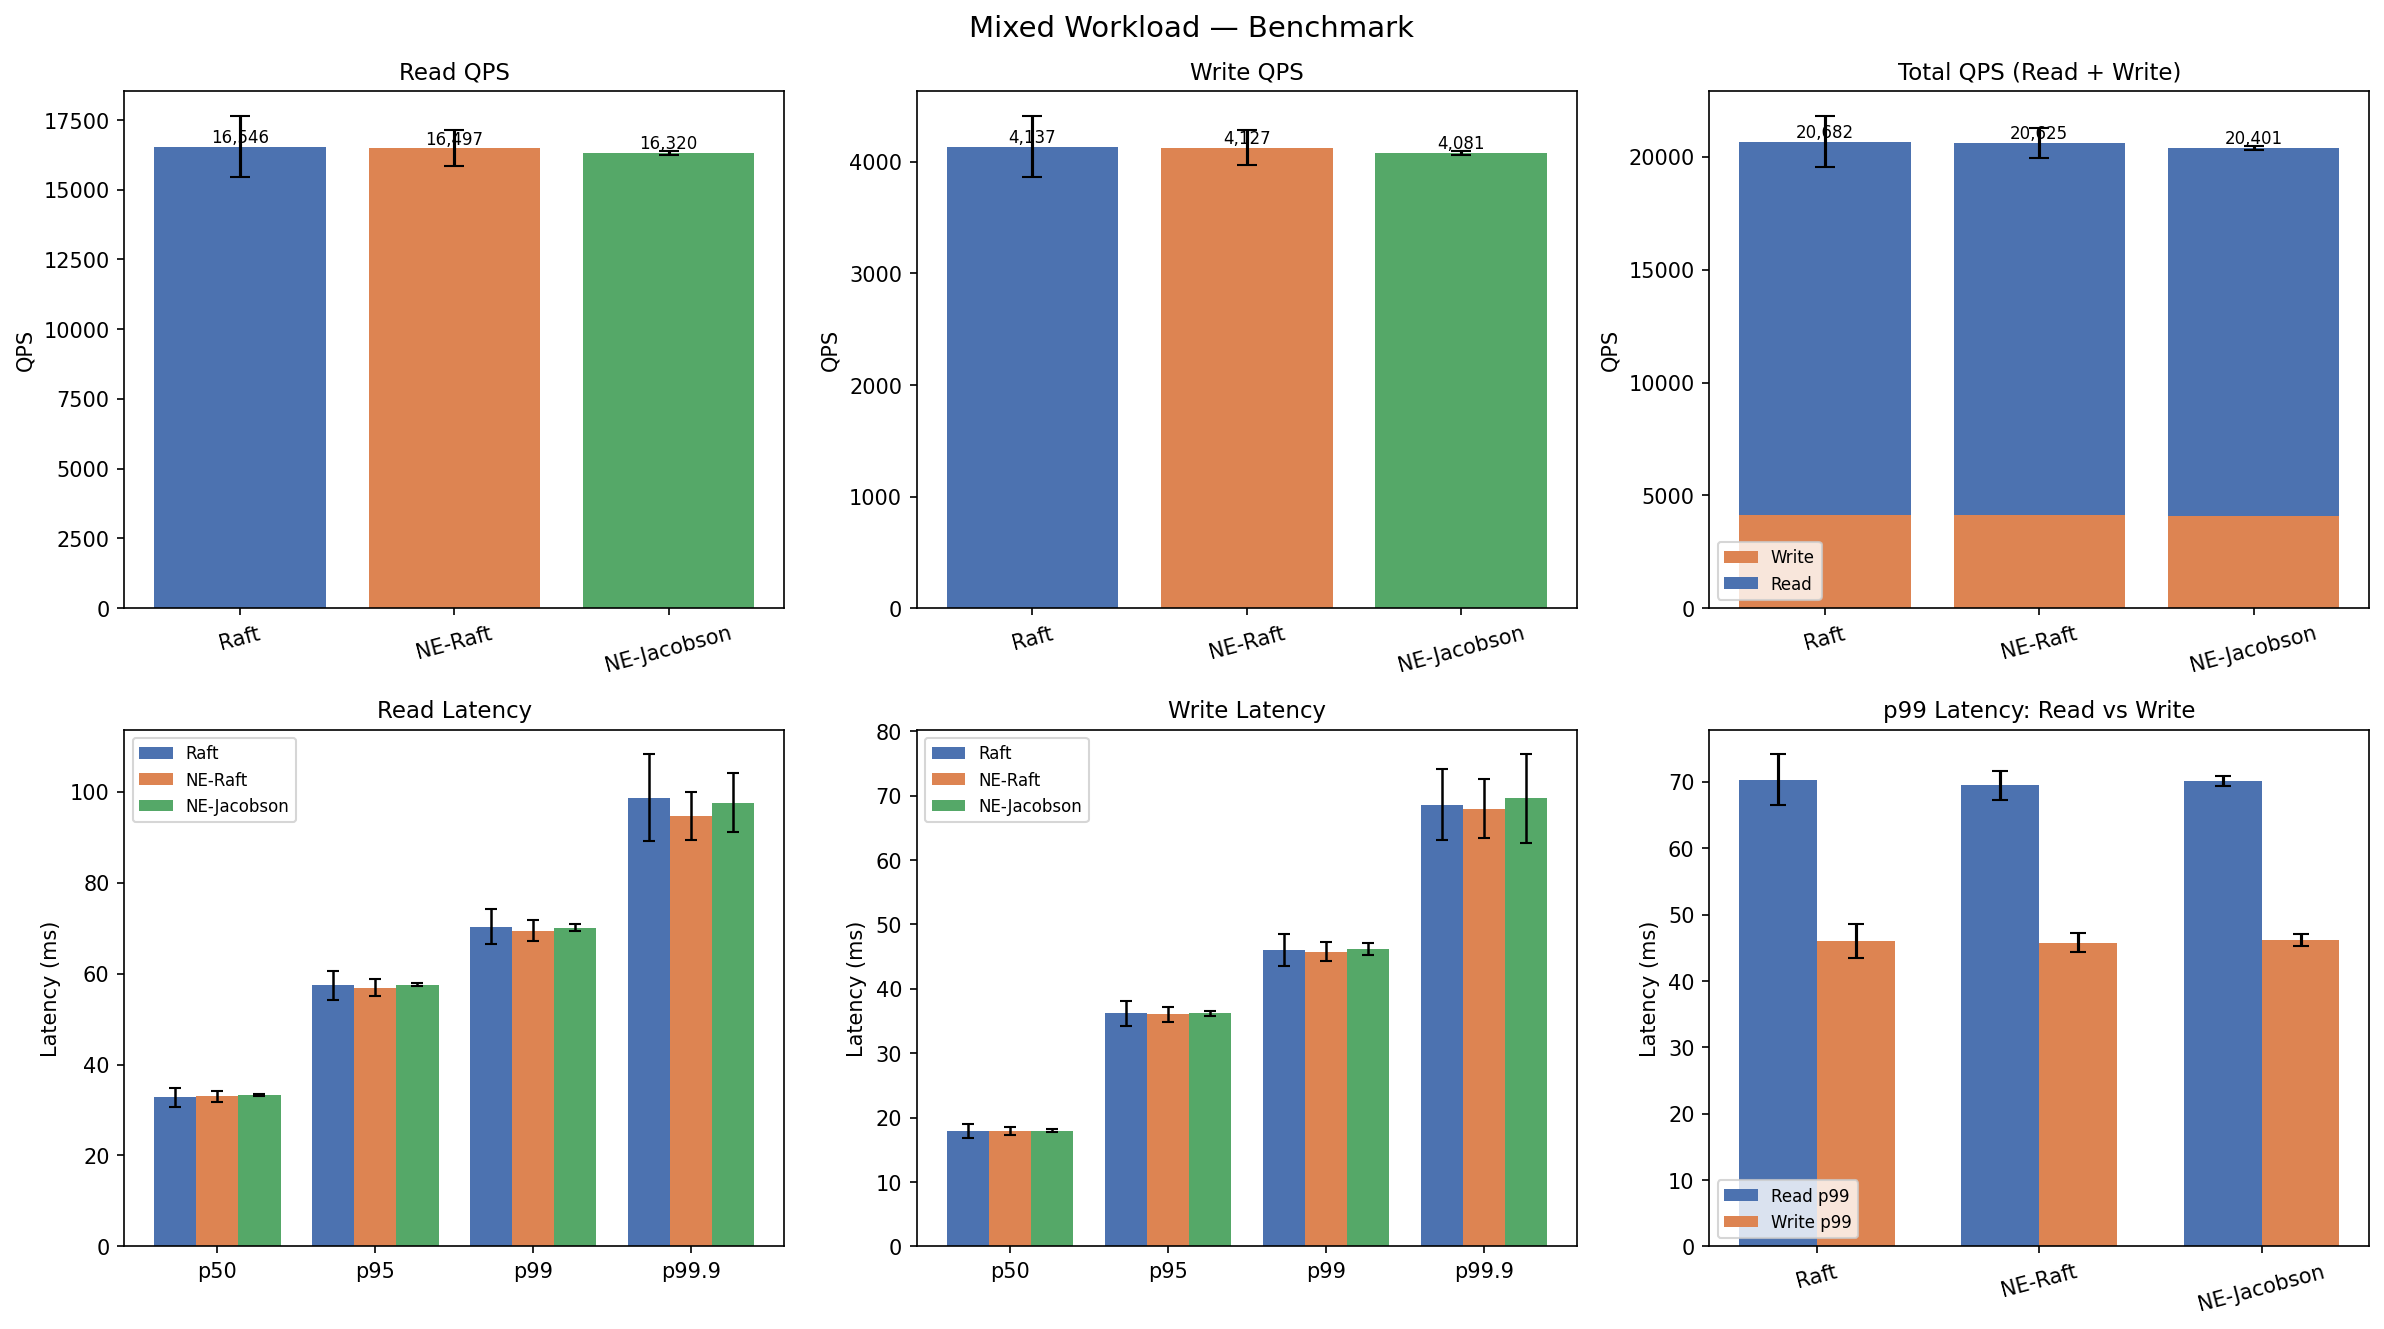 Mixed Workload — Benchmark
Read QPS
QPS
17500
15000
12500
10000
7500
5000
2500
0
16,546
16,497
16,320
Raft
NE-Raft
NE-Jacobson
Write QPS
QPS
4000
3000
2000
1000
0
4,137
4,127
4,081
Raft
NE-Raft
NE-Jacobson
Total QPS (Read + Write)
QPS
20000
15000
10000
5000
0
20,682
20,625
20,401
Write
Read
Raft
NE-Raft
NE-Jacobson
Read Latency
Latency (ms)
100
80
60
40
20
0
Raft
NE-Raft
NE-Jacobson
p50
p95
p99
p99.9
Write Latency
Latency (ms)
80
70
60
50
40
30
20
10
0
Raft
NE-Raft
NE-Jacobson
p50
p95
p99
p99.9
p99 Latency: Read vs Write
Latency (ms)
70
60
50
40
30
20
10
0
Read p99
Write p99
Raft
NE-Raft
NE-Jacobson